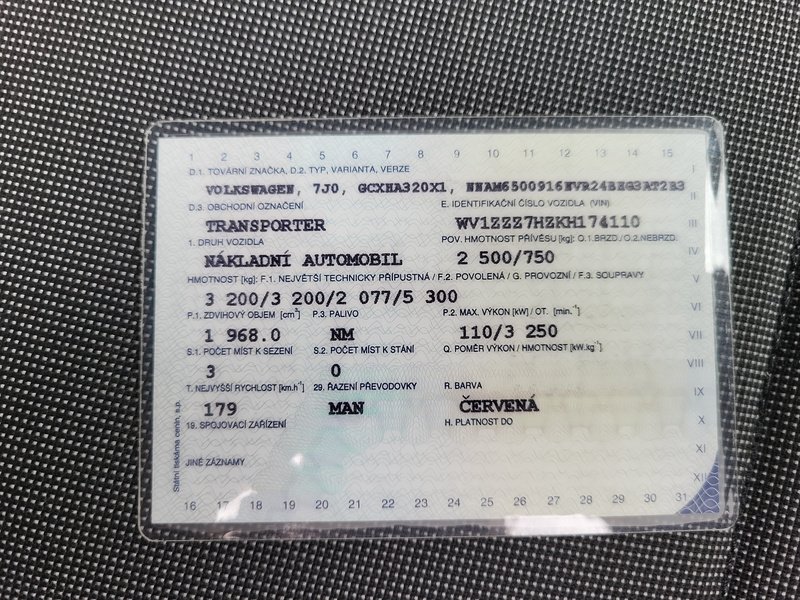 1 2 3 4 5 6 7 8 9 10 11 12 13 14 15
D.1. TOVÁRNÍ ZNAČKA, D.2. TYP, VARIANTA, VERZE
I
VOLKSWAGEN, 7J0, GCXHA320X1, NNAM6500916NVR24BHG3AT2B3
II
D.3. OBCHODNÍ OZNAČENÍ E. IDENTIFIKAČNÍ ČÍSLO VOZIDLA (VIN)
TRANSPORTER WV1ZZZ7HZKH174110
III
1. DRUH VOZIDLA POV. HMOTNOST PŘÍVĚSU [kg]: O.1.BRZD./O.2.NEBRZD.
NÁKLADNÍ AUTOMOBIL 2 500/750
IV
HMOTNOST [kg]: F.1. NEJVĚTŠÍ TECHNICKY PŘÍPUSTNÁ / F.2. POVOLENÁ / G. PROVOZNÍ / F.3. SOUPRAVY
V
3 200/3 200/2 077/5 300
P.1. ZDVIHOVÝ OBJEM [cm³] P.3. PALIVO P.2. MAX. VÝKON [kW] / OT. [min.⁻¹]
VI
1 968.0 NM 110/3 250
VII
S.1. POČET MÍST K SEZENÍ S.2. POČET MÍST K STÁNÍ Q. POMĚR VÝKON / HMOTNOST [kW.kg⁻¹]
3 0
VIII
T. NEJVYŠŠÍ RYCHLOST [km.h⁻¹] 29. ŘAZENÍ PŘEVODOVKY R. BARVA
IX
179 MAN ČERVENÁ
19. SPOJOVACÍ ZAŘÍZENÍ H. PLATNOST DO
X
XI
JINÉ ZÁZNAMY
XII
16 17 18 19 20 21 22 23 24 25 26 27 28 29 30 31
Státní tiskárna cenin, s.p.